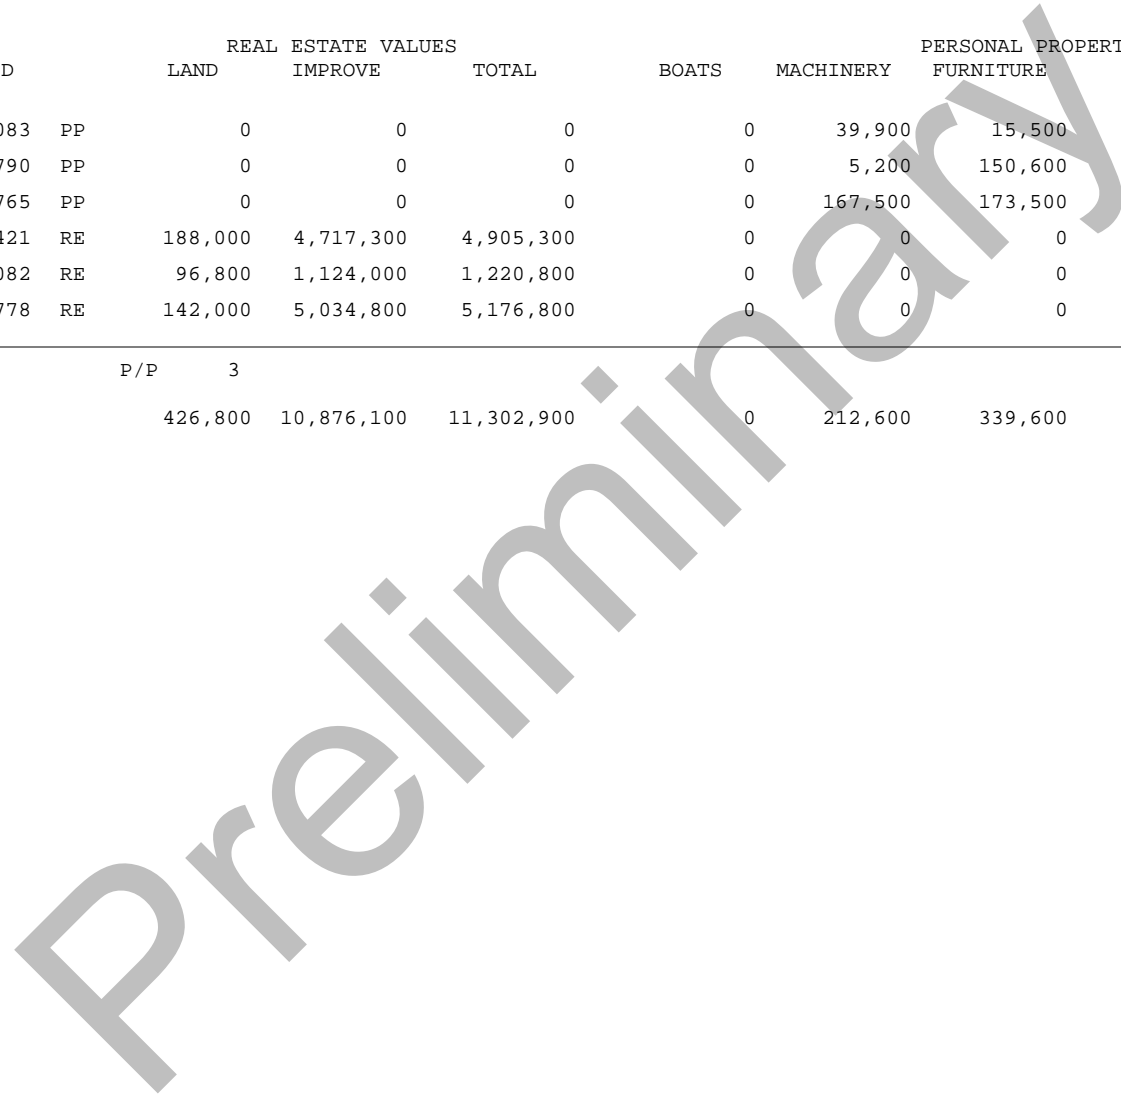 REAL ESTATE VALUES PERSONAL PROPERT
D LAND IMPROVE TOTAL BOATS MACHINERY FURNITURE
083 PP 0 0 0 0 39,900 15,500
790 PP 0 0 0 0 5,200 150,600
765 PP 0 0 0 0 167,500 173,500
421 RE 188,000 4,717,300 4,905,300 0 0 0
082 RE 96,800 1,124,000 1,220,800 0 0 0
778 RE 142,000 5,034,800 5,176,800 0 0 0
P/P 3
426,800 10,876,100 11,302,900 0 212,600 339,600
Preliminary